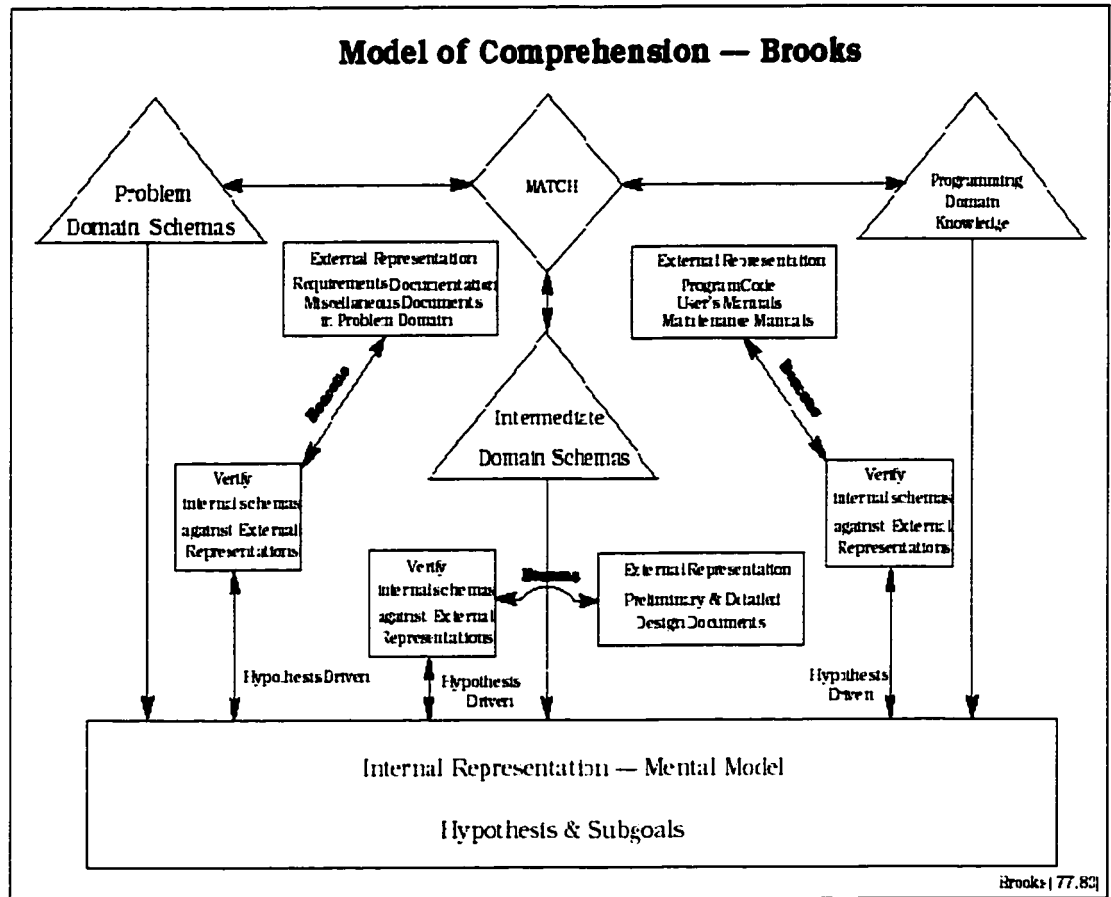 Model of Comprehension — Brooks
Problem
Domain Schemas
MATCH
Programming
Domain
Knowledge
External Representation
Requirements Documentation
Miscellaneous Documents
in Problem Domain
External Representation
Program Code
User's Manuals
Maintenance Manuals
Intermediate
Domain Schemas
Verify
internal schemas
against External
Representations
Verify
internal schemas
against External
Representations
Verify
internal schemas
against External
Representations
External Representation
Preliminary & Detailed
Design Documents
Hypothesis Driven
Hypothesis
Driven
Hypothesis
Driven
Internal Representation — Mental Model
Hypothesis & Subgoals
Brooks [77,83]